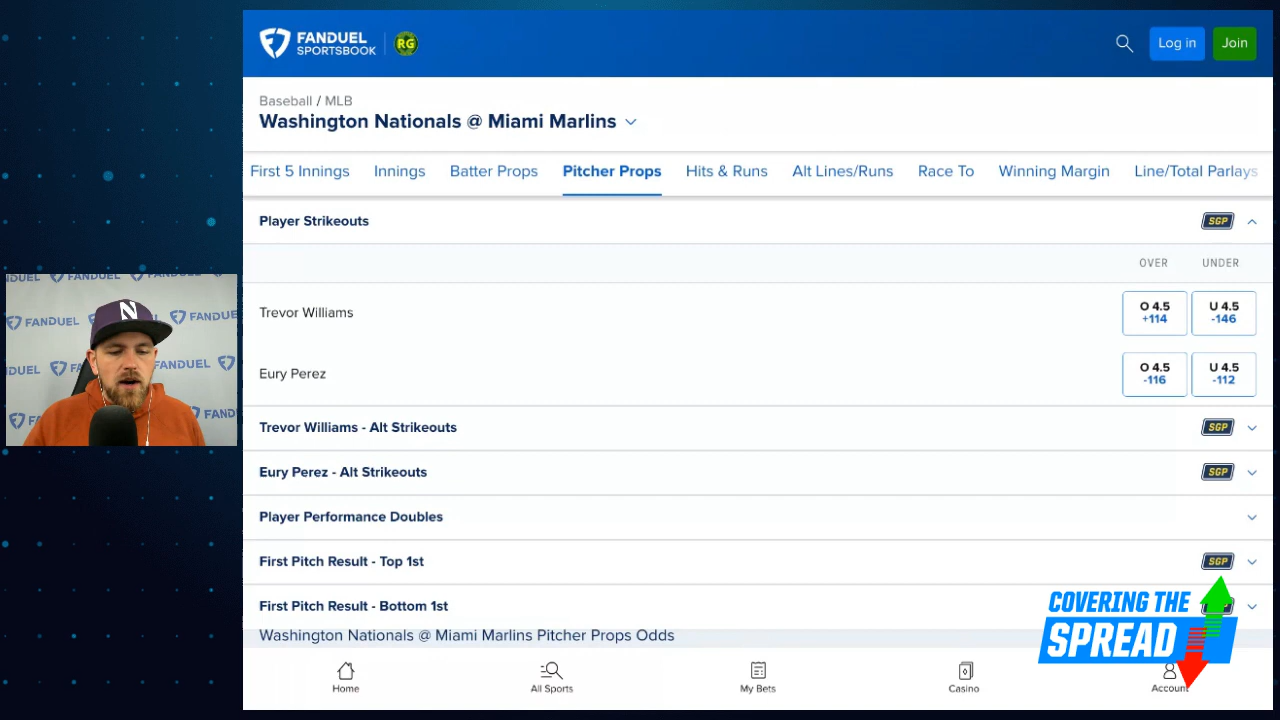 FANDUEL
SPORTSBOOK
RG
Log in
Join
Baseball / MLB
Washington Nationals @ Miami Marlins
First 5 Innings
Innings
Batter Props
Pitcher Props
Hits & Runs
Alt Lines/Runs
Race To
Winning Margin
Line/Total Parlays
Player Strikeouts
SGP
OVER
UNDER
Trevor Williams
O 4.5
+114
U 4.5
-146
Eury Perez
O 4.5
-116
U 4.5
-112
Trevor Williams - Alt Strikeouts
SGP
Eury Perez - Alt Strikeouts
SGP
Player Performance Doubles
First Pitch Result - Top 1st
SGP
First Pitch Result - Bottom 1st
Washington Nationals @ Miami Marlins Pitcher Props Odds
COVERING THE
SPREAD
Home
All Sports
My Bets
Casino
Account
FANDUEL
FANDUEL
FANDUEL
N